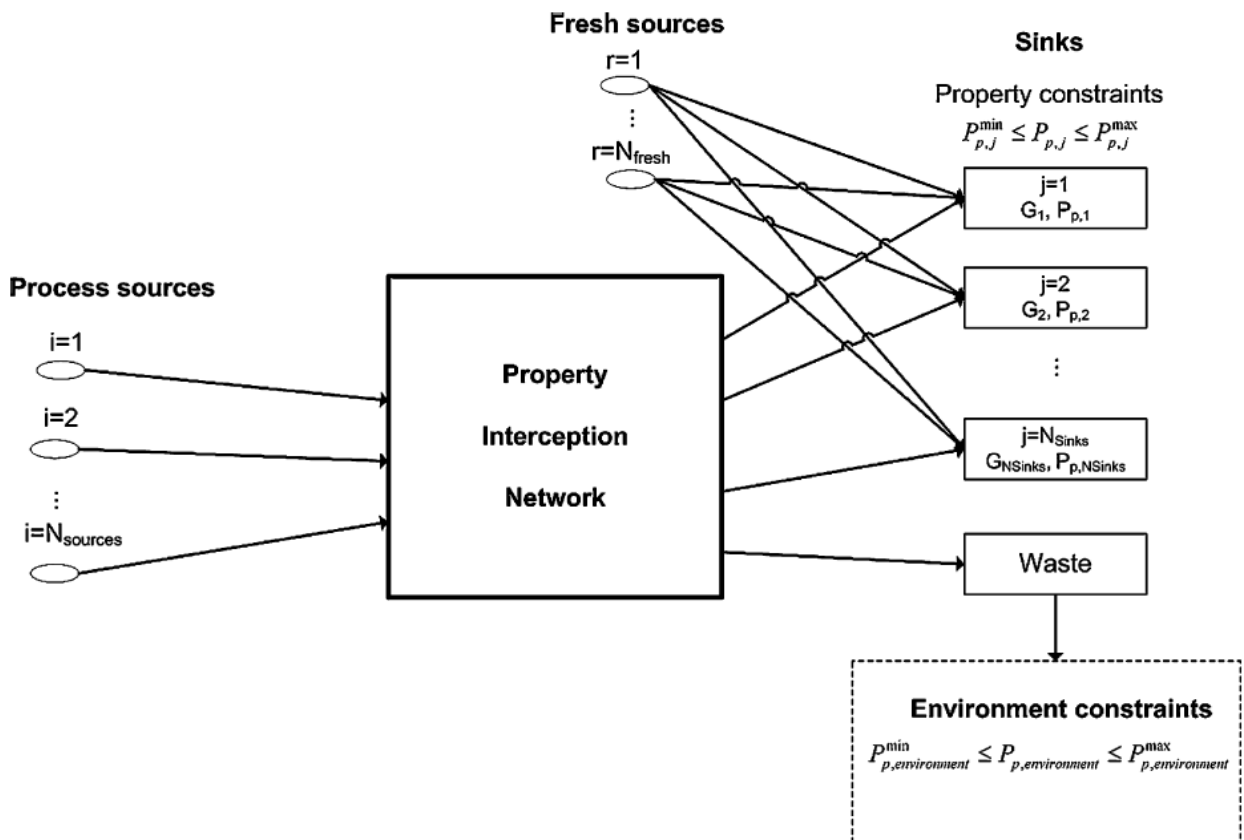 Fresh sources
r=1
⋮
r=N_fresh
Sinks
Property constraints
P_{p,j}^{min} ≤ P_{p,j} ≤ P_{p,j}^{max}
j=1
G_1, P_{p,1}
j=2
G_2, P_{p,2}
⋮
j=N_Sinks
G_NSinks, P_{p,NSinks}
Waste
Process sources
i=1
i=2
⋮
i=N_sources
Property
Interception
Network
Environment constraints
P_{p,environment}^{min} ≤ P_{p,environment} ≤ P_{p,environment}^{max}